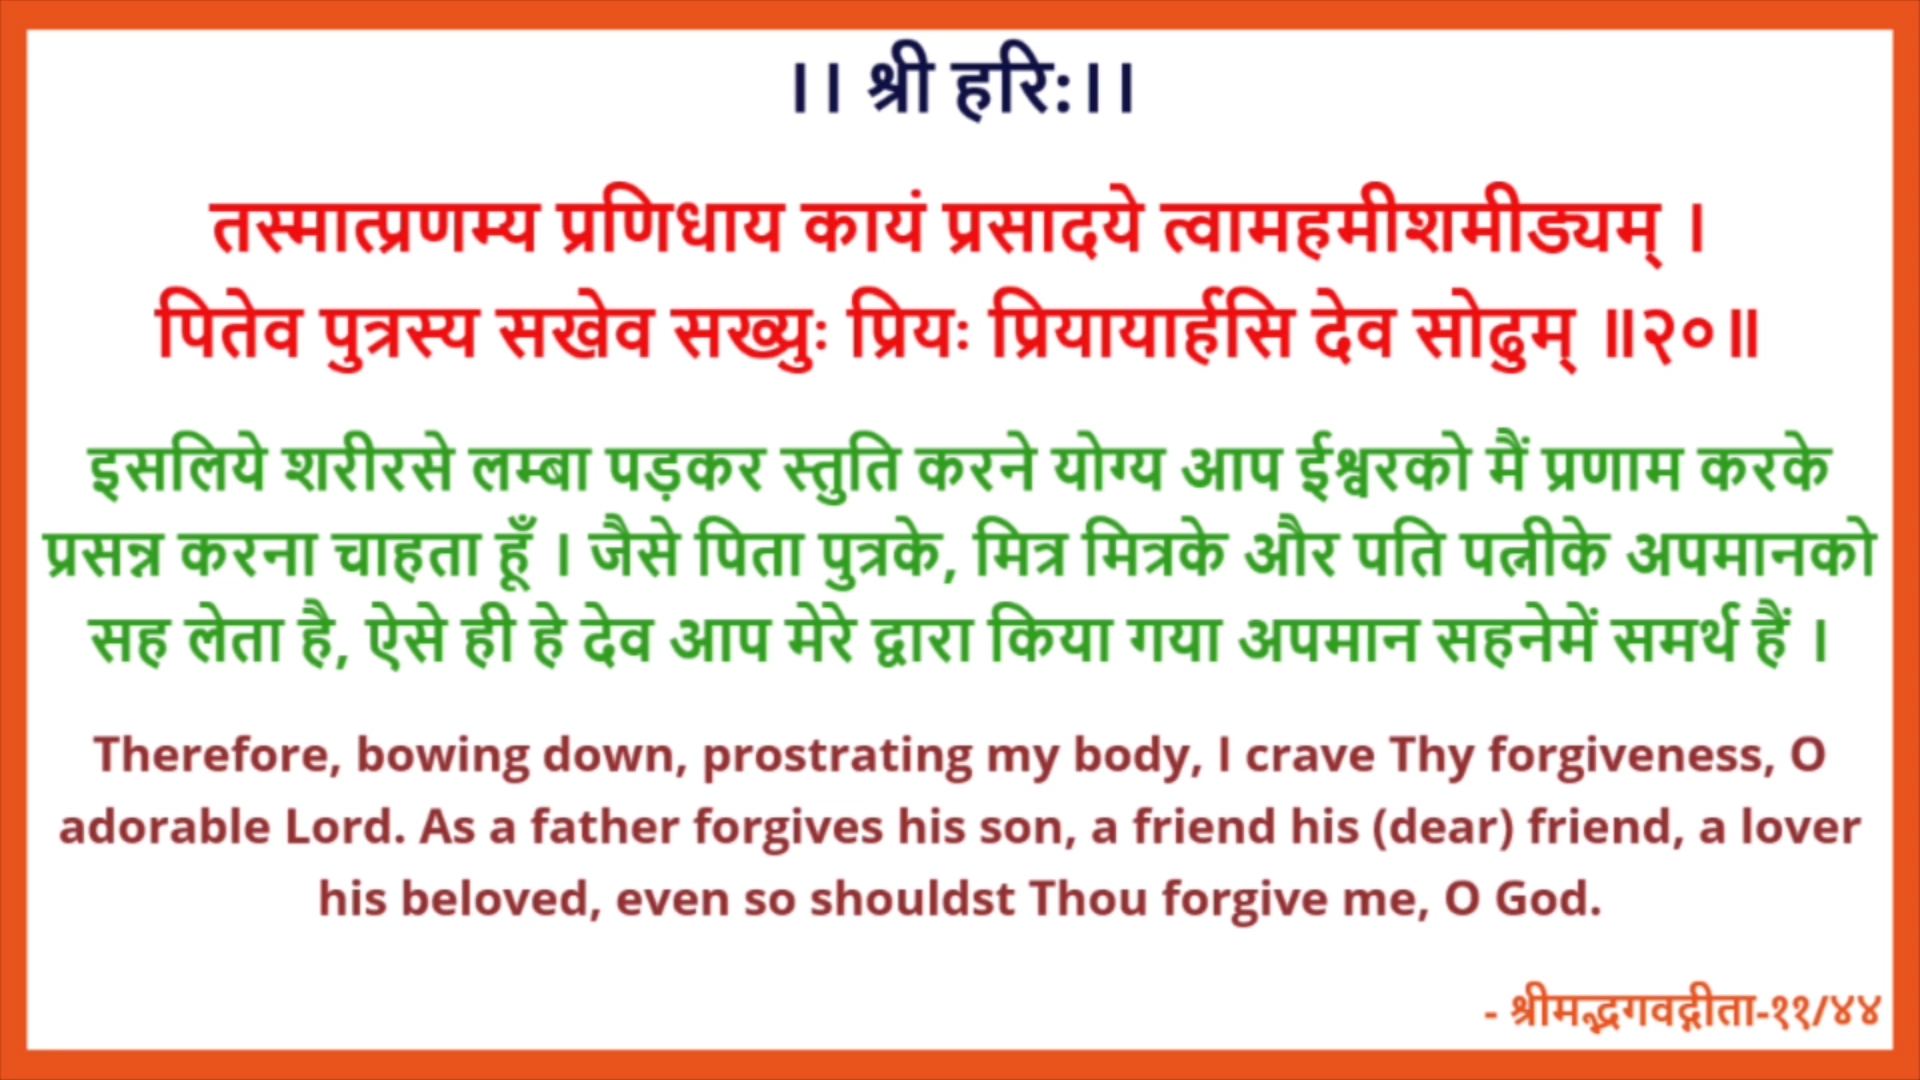 ।। श्री हरि:।।
तस्मात्प्रणम्य प्रणिधाय कायं प्रसादये त्वामहमीशमीड्यम् ।
पितेव पुत्रस्य सखेव सख्युः प्रियः प्रियायार्हसि देव सोढुम् ॥२०॥
इसलिये शरीरसे लम्बा पड़कर स्तुति करने योग्य आप ईश्वरको मैं प्रणाम करके
प्रसन्न करना चाहता हूँ । जैसे पिता पुत्रके, मित्र मित्रके और पति पत्नीके अपमानको
सह लेता है, ऐसे ही हे देव आप मेरे द्वारा किया गया अपमान सहनेमें समर्थ हैं ।
Therefore, bowing down, prostrating my body, I crave Thy forgiveness, O
adorable Lord. As a father forgives his son, a friend his (dear) friend, a lover
his beloved, even so shouldst Thou forgive me, O God.
- श्रीमद्भगवद्गीता-११/४४